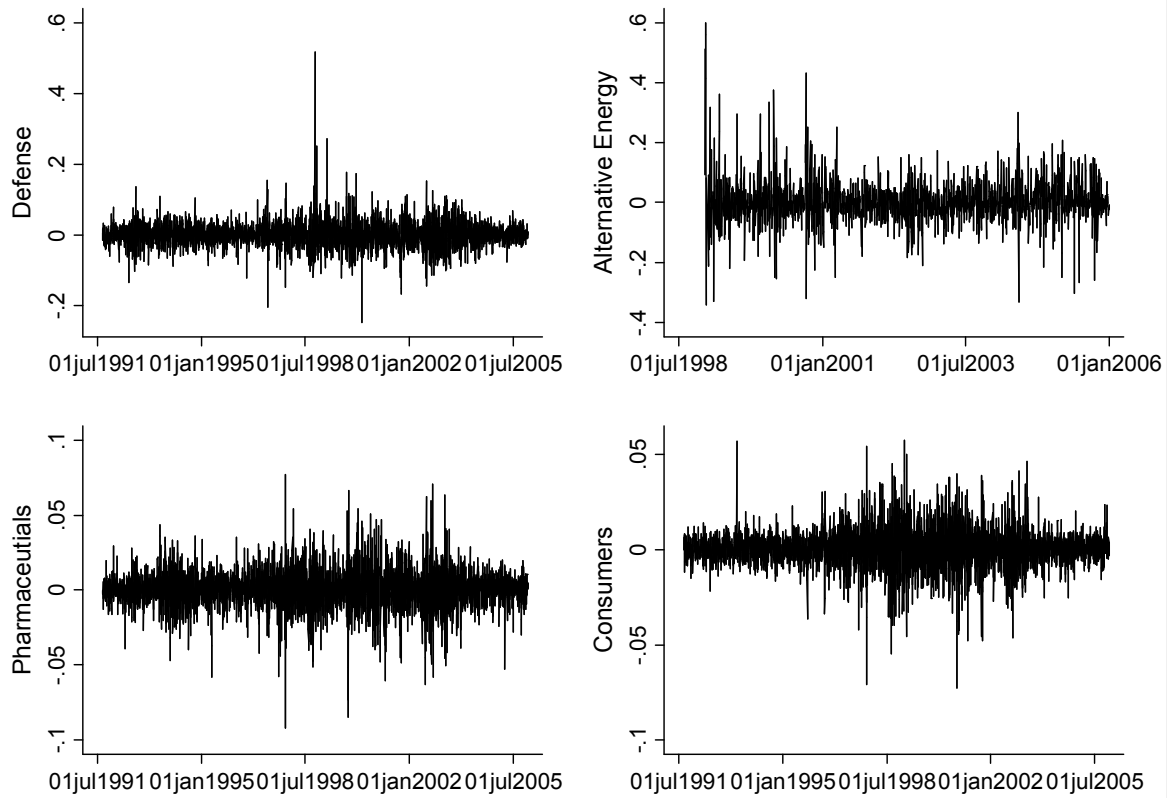 Defense
.6
.4
.2
0
-.2
01jul1991 01jan1995 01jul1998 01jan2002 01jul2005
Alternative Energy
.6
.4
.2
0
-.2
-.4
01jul1998 01jan2001 01jul2003 01jan2006
Pharmaceutials
.1
.05
0
-.05
-.1
01jul1991 01jan1995 01jul1998 01jan2002 01jul2005
Consumers
.05
0
-.05
-.1
01jul1991 01jan1995 01jul1998 01jan2002 01jul2005